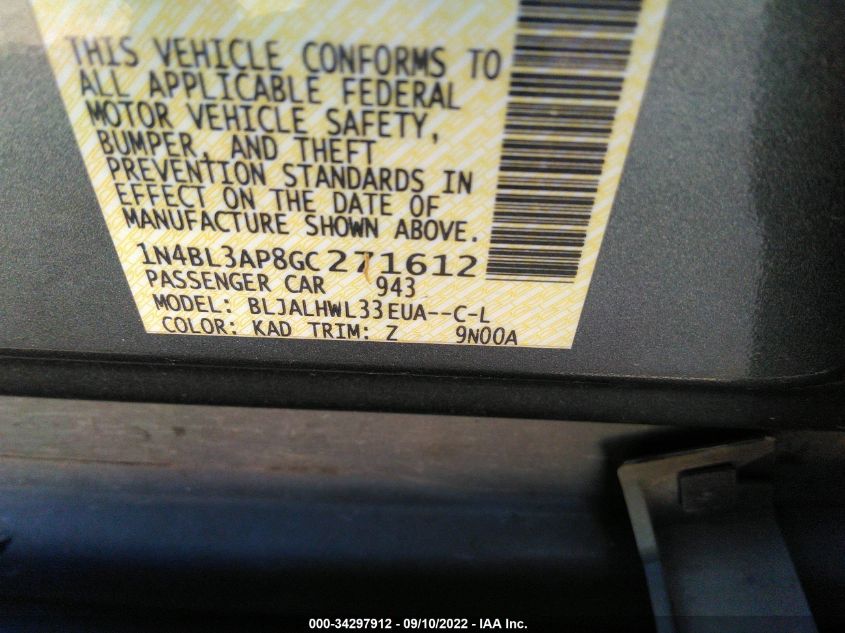 THIS VEHICLE CONFORMS TO
ALL APPLICABLE FEDERAL
MOTOR VEHICLE SAFETY,
BUMPER, AND THEFT
PREVENTION STANDARDS IN
EFFECT ON THE DATE OF
MANUFACTURE SHOWN ABOVE.
1N4BL3AP8GC271612
PASSENGER CAR 943
MODEL: BLJALHWL33EUA--C-L
COLOR: KAD TRIM: Z 9N00A
000-34297912 - 09/10/2022 - IAA Inc.